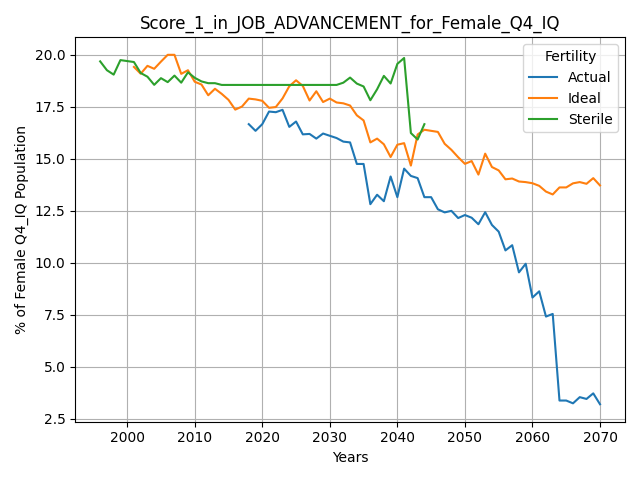 Score_1_in_JOB_ADVANCEMENT_for_Female_Q4_IQ
Fertility
Actual
Ideal
Sterile
% of Female Q4_IQ Population
20.0
17.5
15.0
12.5
10.0
7.5
5.0
2.5
2000 2010 2020 2030 2040 2050 2060 2070
Years